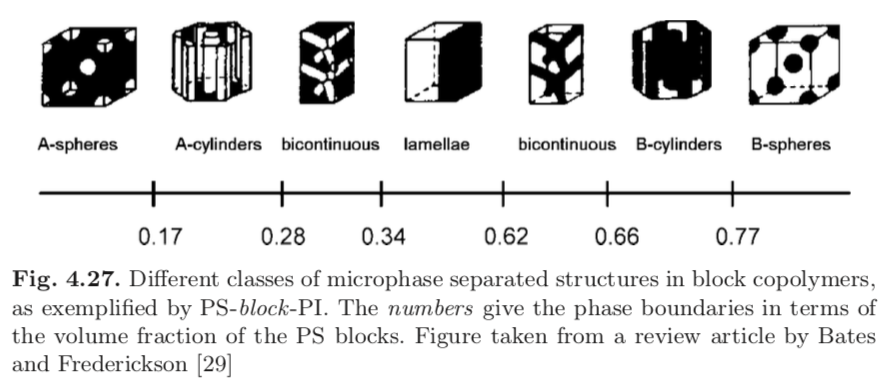 A-spheres A-cylinders bicontinuous lamellae bicontinuous B-cylinders B-spheres
0.17 0.28 0.34 0.62 0.66 0.77
Fig. 4.27. Different classes of microphase separated structures in block copolymers,
as exemplified by PS-block-PI. The numbers give the phase boundaries in terms of
the volume fraction of the PS blocks. Figure taken from a review article by Bates
and Frederickson [29]